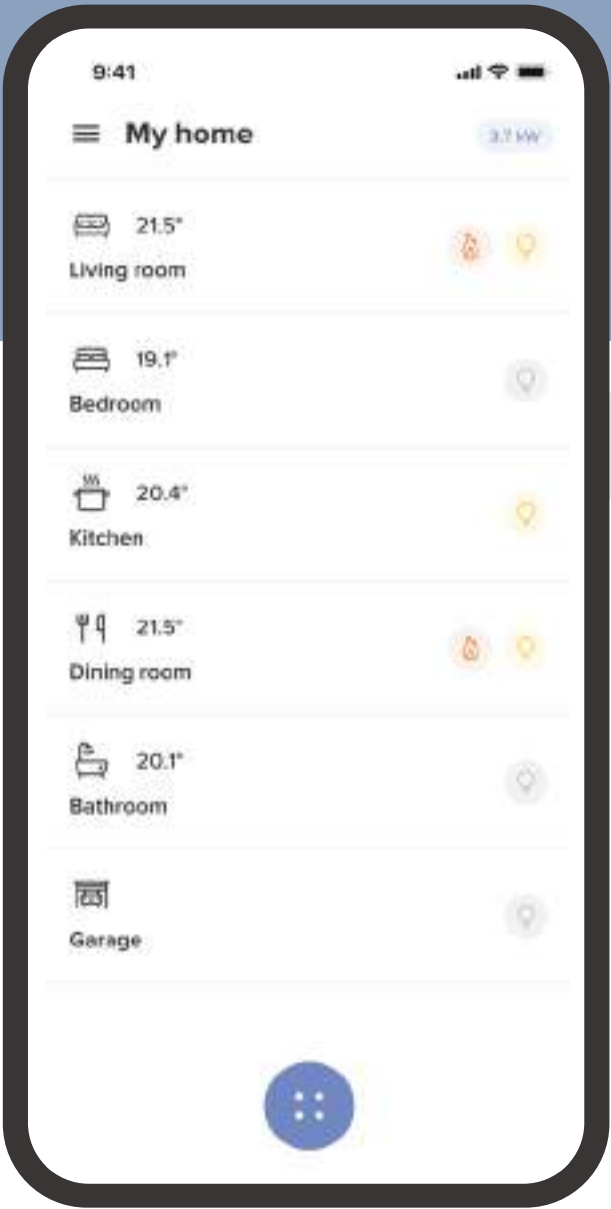 9:41
My home
3.7 kW
21.5°
Living room
19.1°
Bedroom
20.4°
Kitchen
21.5°
Dining room
20.1°
Bathroom
Garage